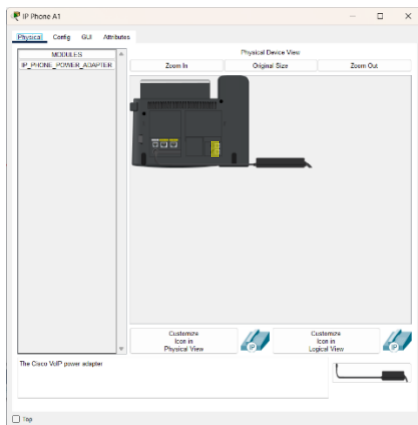 IP Phone A1
Physical Config GUI Attributes
MODULES
IP_PHONE_POWER_ADAPTER
Physical Device View
Zoom In Original Size Zoom Out
Customize
Icon in
Physical View
Customize
Icon in
Logical View
The Cisco VoIP power adapter
Top